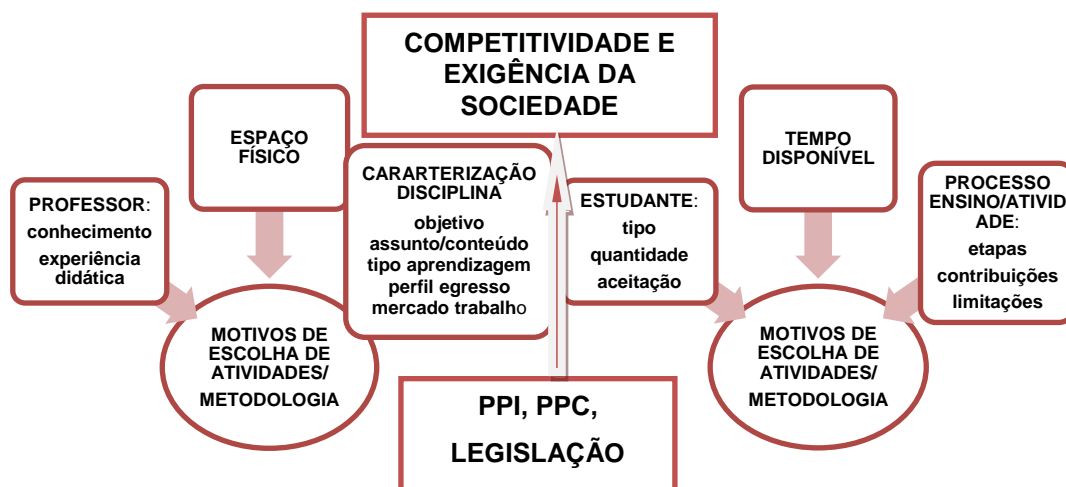 COMPETITIVIDADE E
EXIGÊNCIA DA
SOCIEDADE
ESPAÇO
FÍSICO
TEMPO
DISPONÍVEL
PROFESSOR:
conhecimento
experiência
didática
CARARTERIZAÇÃO
DISCIPLINA
objetivo
assunto/conteúdo
tipo aprendizagem
perfil egresso
mercado trabalho
ESTUDANTE:
tipo
quantidade
aceitação
PROCESSO
ENSINO/ATIVID
ADE:
etapas
contribuições
limitações
MOTIVOS DE
ESCOLHA DE
ATIVIDADES/
METODOLOGIA
MOTIVOS DE
ESCOLHA DE
ATIVIDADES/
METODOLOGIA
PPI, PPC,
LEGISLAÇÃO